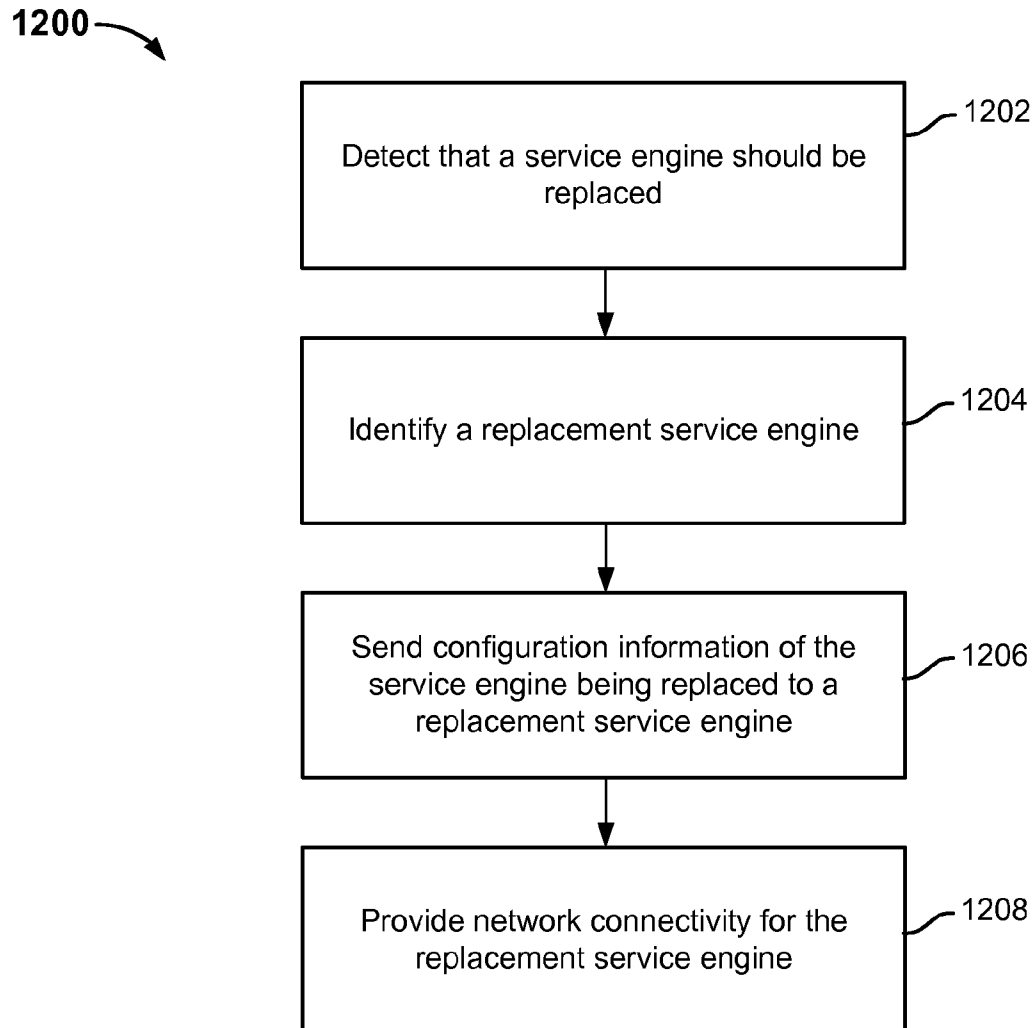 1200
1202
Detect that a service engine should be
replaced
1204
Identify a replacement service engine
1206
Send configuration information of the
service engine being replaced to a
replacement service engine
1208
Provide network connectivity for the
replacement service engine